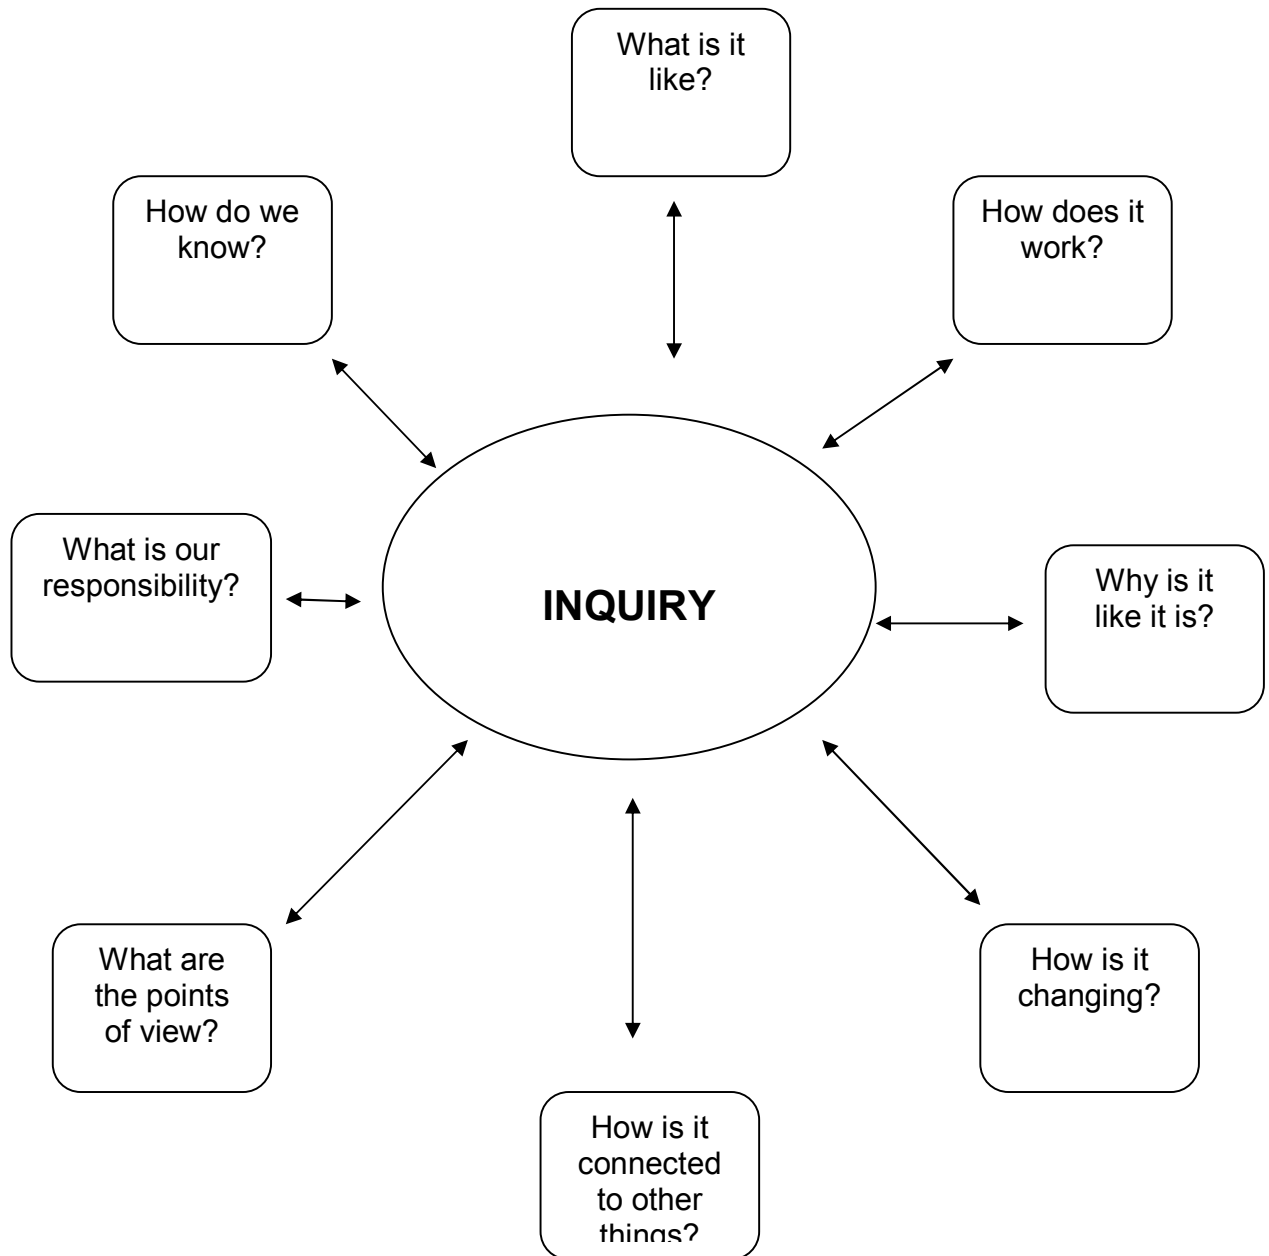 What is it
like?
How do we
know?
How does it
work?
What is our
responsibility?
INQUIRY
Why is it
like it is?
What are
the points
of view?
How is it
changing?
How is it
connected
to other
things?